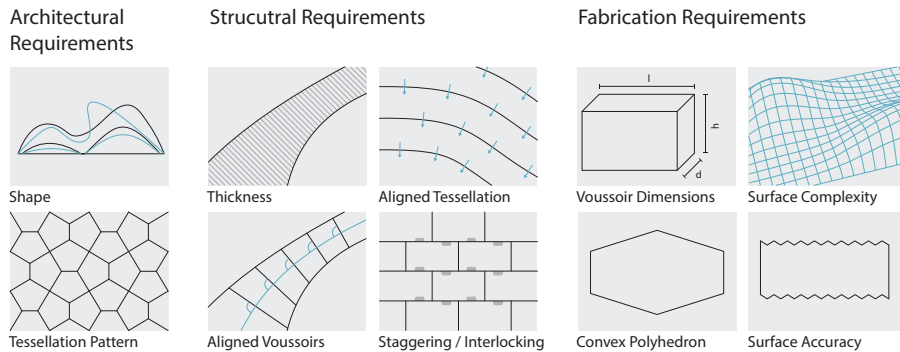 Architectural
Requirements
Strucutral Requirements
Fabrication Requirements
l
h
d
Shape
Thickness
Aligned Tessellation
Voussoir Dimensions
Surface Complexity
Tessellation Pattern
Aligned Voussoirs
Staggering / Interlocking
Convex Polyhedron
Surface Accuracy